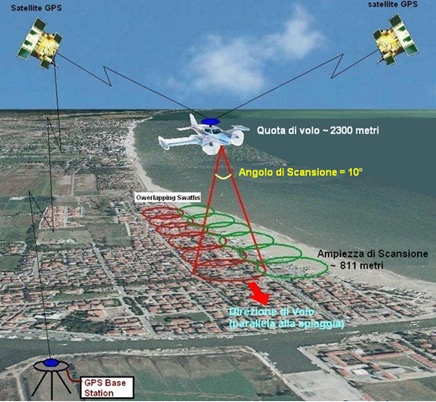 Satellite GPS
satellite GPS
Quota di volo ~ 2300 metri
Angolo di Scansione = 10°
Owerlapping Swaths
Ampiezza di Scansione
~ 811 metri
Direzione di Volo
(parallela alla spiaggia)
GPS Base
Station